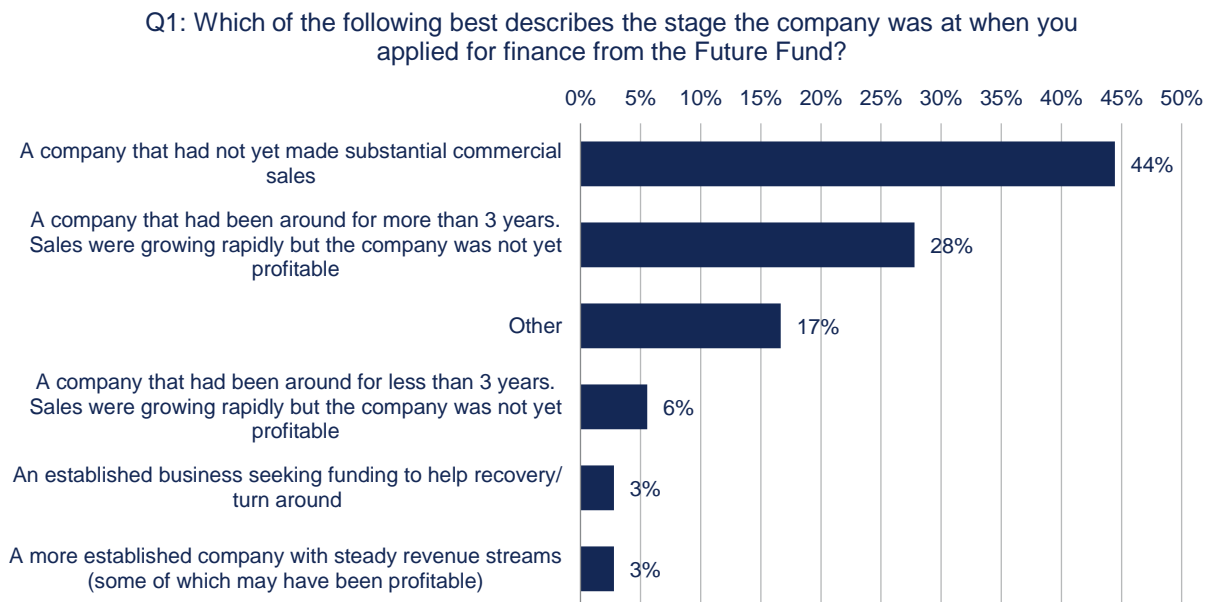 Q1: Which of the following best describes the stage the company was at when you
applied for finance from the Future Fund?
0% 5% 10% 15% 20% 25% 30% 35% 40% 45% 50%
A company that had not yet made substantial commercial
sales
44%
A company that had been around for more than 3 years.
Sales were growing rapidly but the company was not yet
profitable
28%
Other
17%
A company that had been around for less than 3 years.
Sales were growing rapidly but the company was not yet
profitable
6%
An established business seeking funding to help recovery/
turn around
3%
A more established company with steady revenue streams
(some of which may have been profitable)
3%